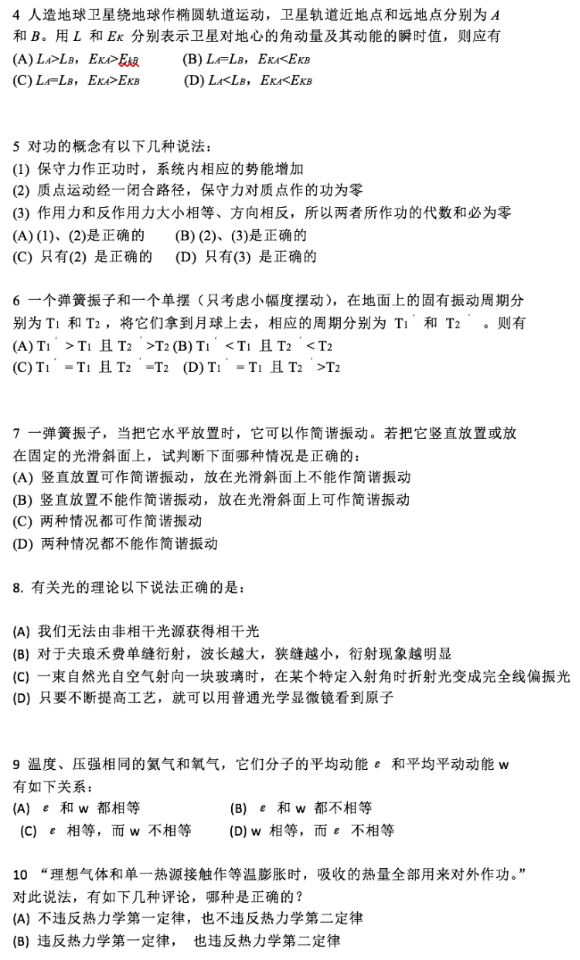 4 人造地球卫星绕地球作椭圆轨道运动，卫星轨道近地点和远地点分别为 A
和 B。用 L 和 EK 分别表示卫星对地心的角动量及其动能的瞬时值，则应有
(A) LA>LB，EKA>EkB (B) LA=LB，EKA<EKB
(C) LA=LB，EKA>EKB (D) LA<LB，EKA<EKB
5 对功的概念有以下几种说法：
(1) 保守力作正功时，系统内相应的势能增加
(2) 质点运动经一闭合路径，保守力对质点作的功为零
(3) 作用力和反作用力大小相等、方向相反，所以两者所作功的代数和必为零
(A) (1)、(2)是正确的 (B) (2)、(3)是正确的
(C) 只有(2) 是正确的 (D) 只有(3) 是正确的
6 一个弹簧振子和一个单摆（只考虑小幅度摆动），在地面上的固有振动周期分
别为 T1 和 T2 ，将它们拿到月球上去，相应的周期分别为 T1′ 和 T2′ 。则有
(A) T1′ > T1 且 T2′ >T2 (B) T1′ < T1 且 T2′ < T2
(C) T1′ = T1 且 T2′ =T2 (D) T1′ = T1 且 T2′ >T2
7 一弹簧振子，当把它水平放置时，它可以作简谐振动。若把它竖直放置或放
在固定的光滑斜面上，试判断下面哪种情况是正确的：
(A) 竖直放置可作简谐振动，放在光滑斜面上不能作简谐振动
(B) 竖直放置不能作简谐振动，放在光滑斜面上可作简谐振动
(C) 两种情况都可作简谐振动
(D) 两种情况都不能作简谐振动
8. 有关光的理论以下说法正确的是：
(A) 我们无法由非相干光源获得相干光
(B) 对于夫琅禾费单缝衍射，波长越大，狭缝越小，衍射现象越明显
(C) 一束自然光自空气射向一块玻璃时，在某个特定入射角时折射光变成完全线偏振光
(D) 只要不断提高工艺，就可以用普通光学显微镜看到原子
9 温度、压强相同的氦气和氧气，它们分子的平均动能 ε 和平均平动动能 w
有如下关系：
(A) ε 和 w 都相等 (B) ε 和 w 都不相等
(C) ε 相等，而 w 不相等 (D) w 相等，而 ε 不相等
10 “理想气体和单一热源接触作等温膨胀时，吸收的热量全部用来对外作功。”
对此说法，有如下几种评论，哪种是正确的？
(A) 不违反热力学第一定律，也不违反热力学第二定律
(B) 违反热力学第一定律， 也违反热力学第二定律